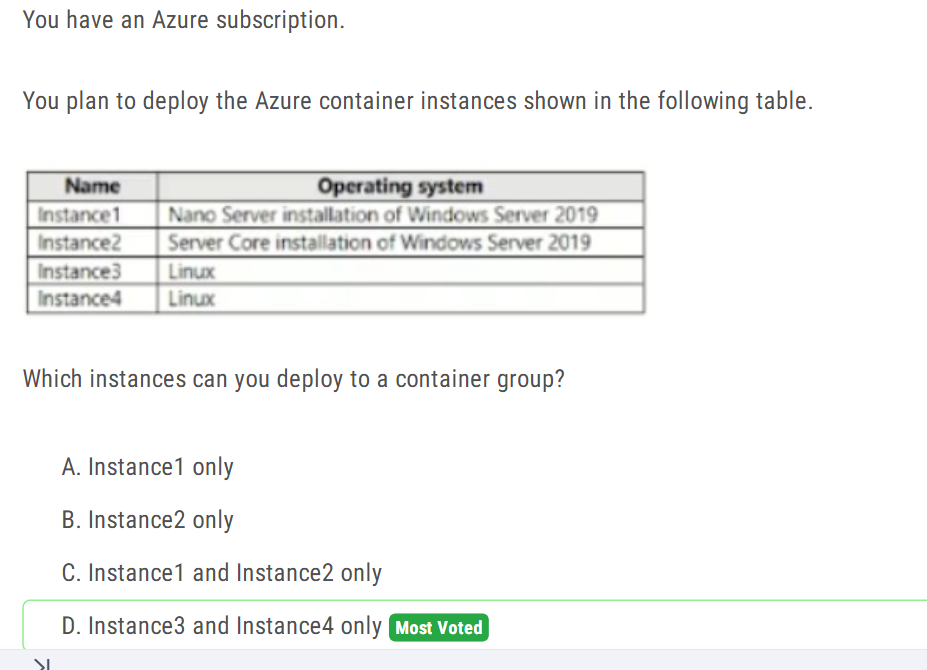 You have an Azure subscription.
You plan to deploy the Azure container instances shown in the following table.
Name Operating system
Instance1 Nano Server installation of Windows Server 2019
Instance2 Server Core installation of Windows Server 2019
Instance3 Linux
Instance4 Linux
Which instances can you deploy to a container group?
A. Instance1 only
B. Instance2 only
C. Instance1 and Instance2 only
D. Instance3 and Instance4 only Most Voted